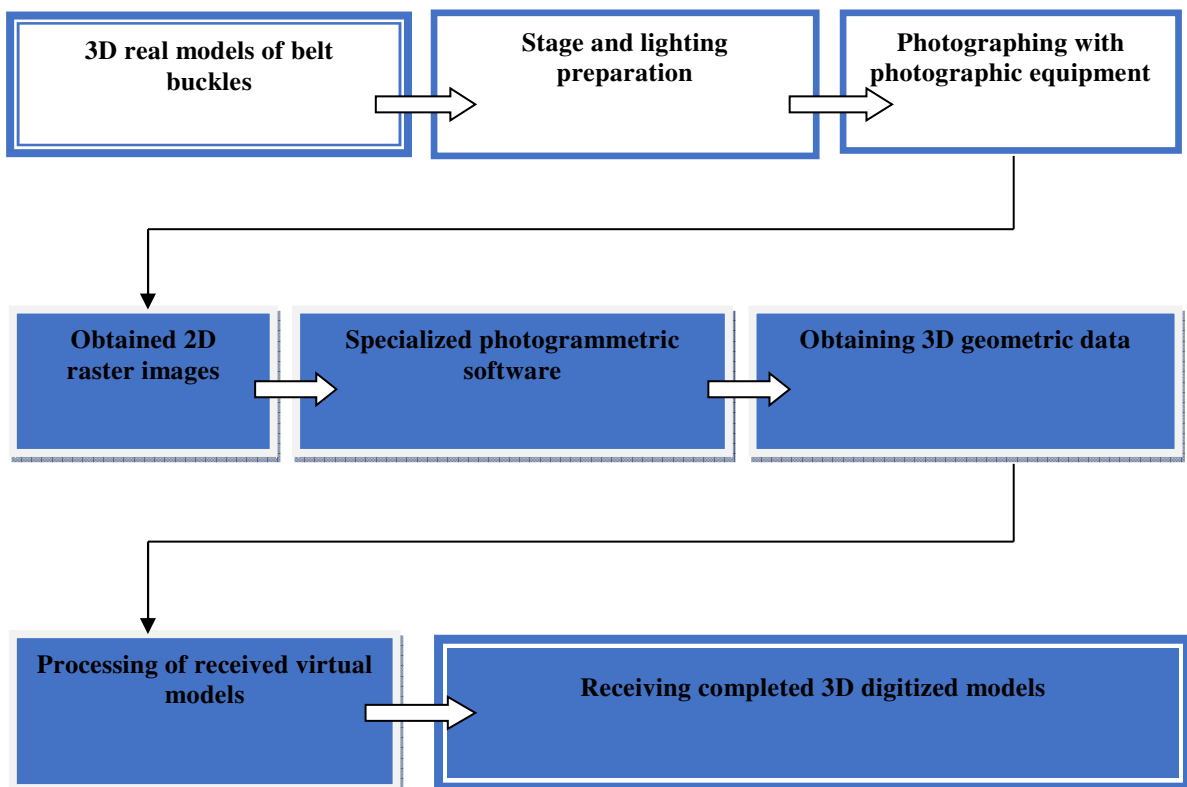 3D real models of belt
buckles
Stage and lighting
preparation
Photographing with
photographic equipment
Obtained 2D
raster images
Specialized photogrammetric
software
Obtaining 3D geometric data
Processing of received virtual
models
Receiving completed 3D digitized models